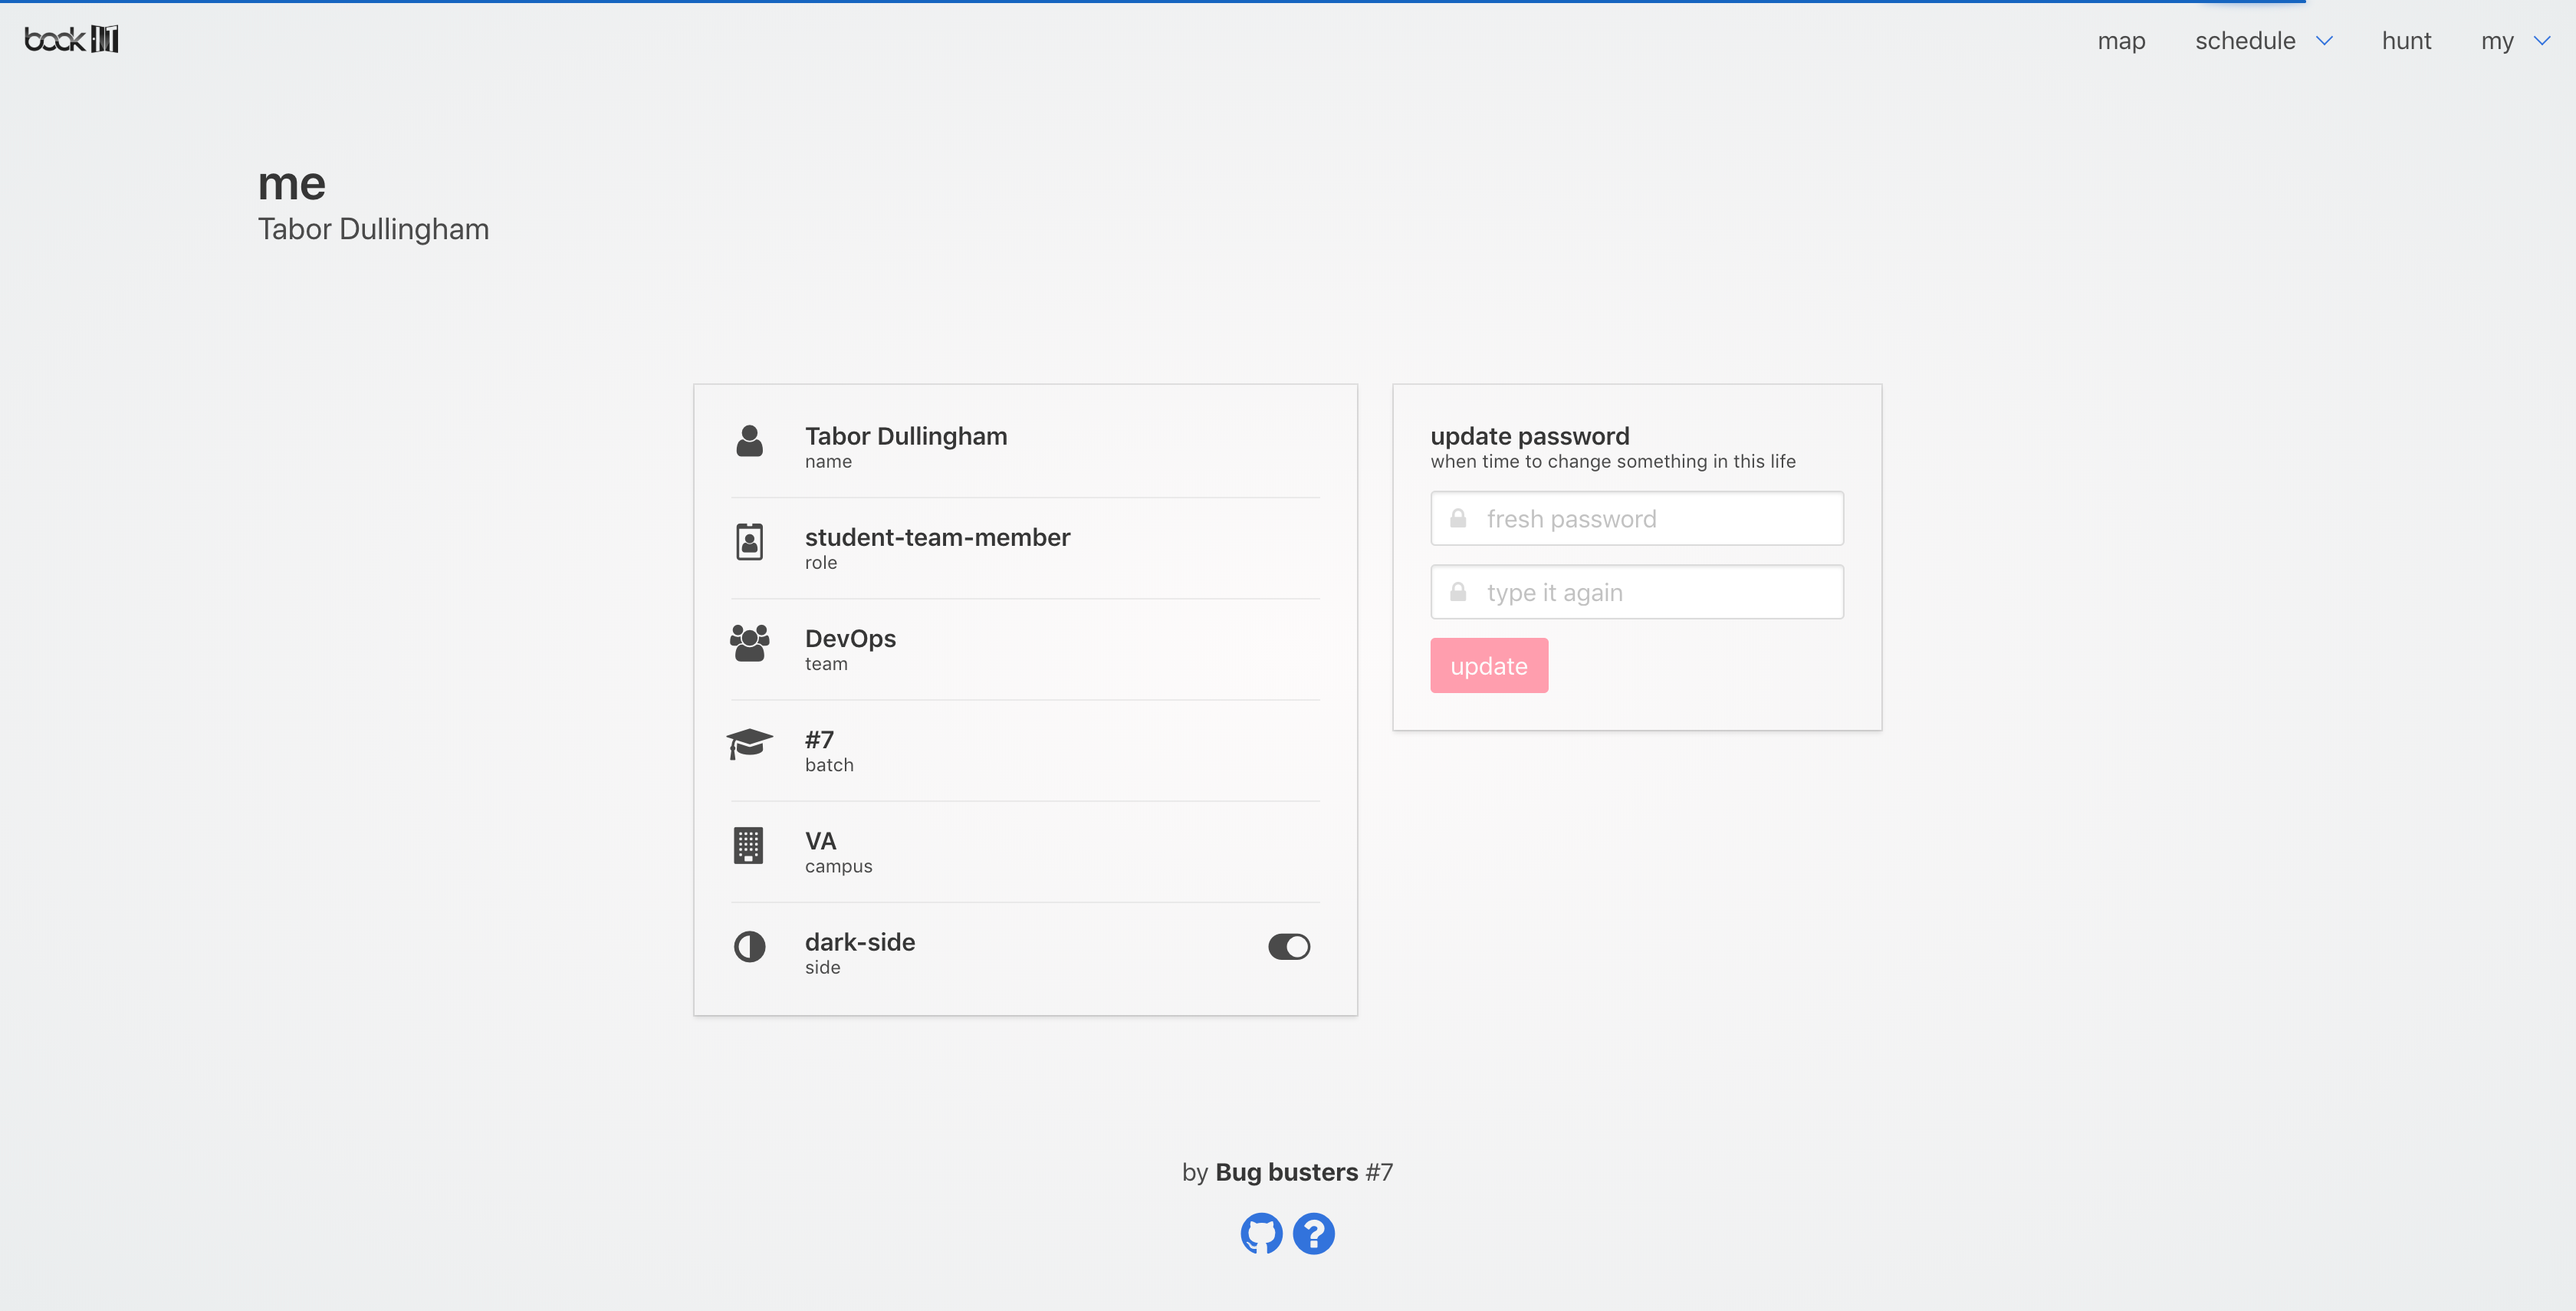 book IT
map schedule hunt my
me
Tabor Dullingham
Tabor Dullingham
name
student-team-member
role
DevOps
team
#7
batch
VA
campus
dark-side
side
update password
when time to change something in this life
fresh password
type it again
update
by Bug busters #7